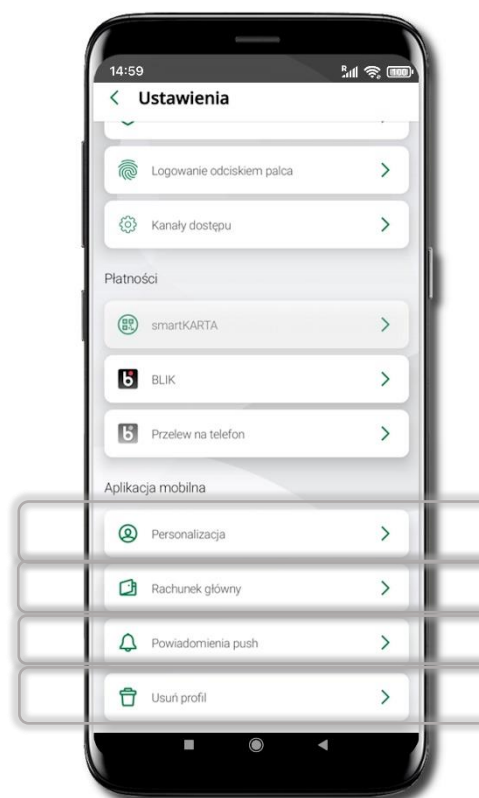 14:59
R
100
Ustawienia
Logowanie odciskiem palca
Kanały dostępu
Płatności
smartKARTA
BLIK
Przelew na telefon
Aplikacja mobilna
Personalizacja
Rachunek główny
Powiadomienia push
Usuń profil